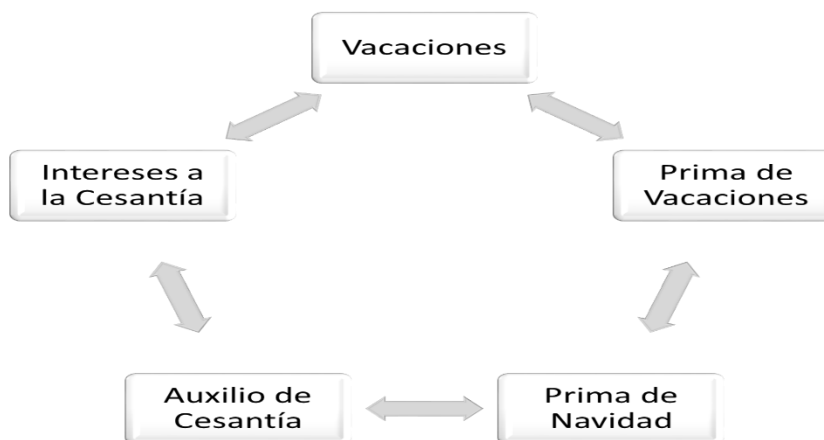 Vacaciones
Intereses a
la Cesantía
Prima de
Vacaciones
Auxilio de
Cesantía
Prima de
Navidad